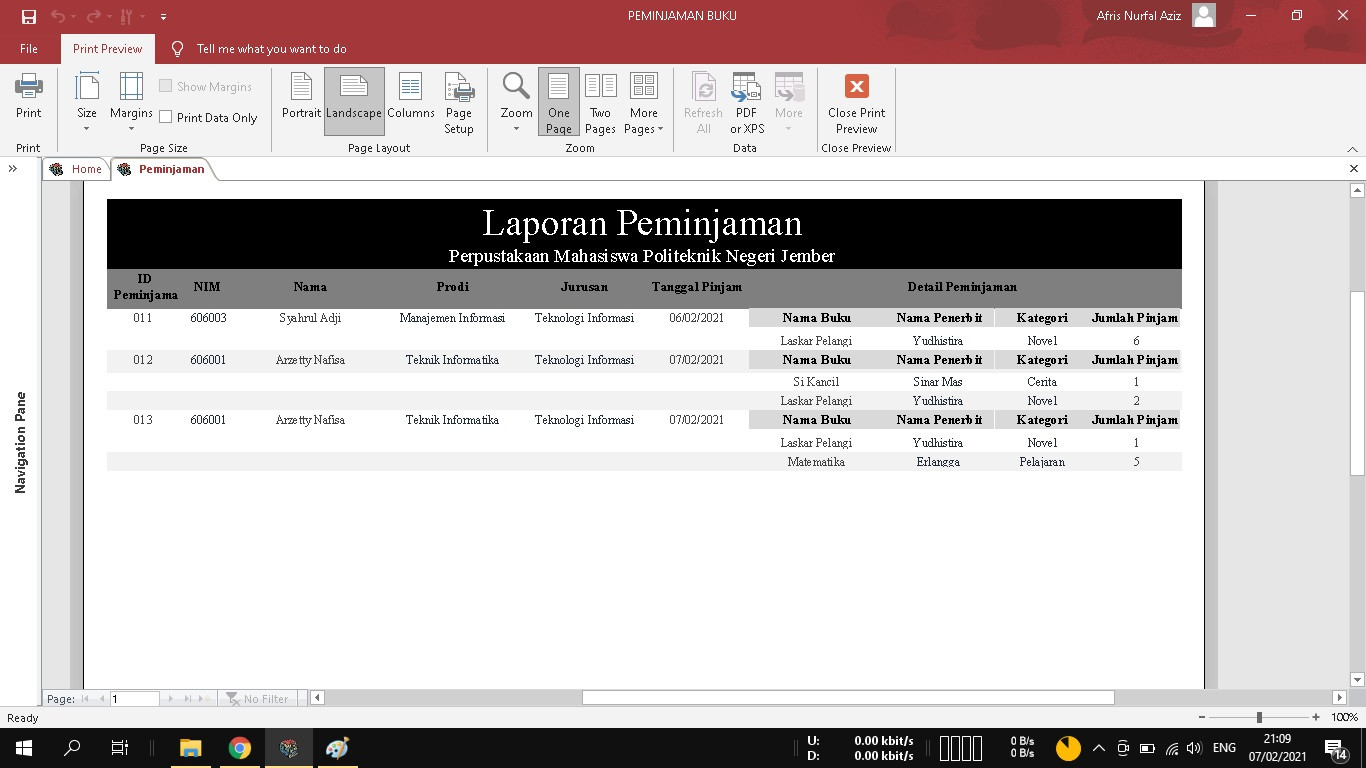 PEMINJAMAN BUKU
Afris Nurfal Aziz
File
Print Preview
Tell me what you want to do
Print
Size
Margins
Show Margins
Print Data Only
Portrait
Landscape
Columns
Page Setup
Zoom
One Page
Two Pages
More Pages
Refresh All
PDF or XPS
More
Close Print Preview
Print
Page Size
Page Layout
Zoom
Data
Close Preview
Home
Peminjaman
Navigation Pane
Laporan Peminjaman
Perpustakaan Mahasiswa Politeknik Negeri Jember
ID Peminjama NIM Nama Prodi Jurusan Tanggal Pinjam Detail Peminjaman
011 606003 Syahrul Adji Manajemen Informasi Teknologi Informasi 06/02/2021 Nama Buku Nama Penerbit Kategori Jumlah Pinjam
Laskar Pelangi Yudhistira Novel 6
012 606001 Arzetty Nafisa Teknik Informatika Teknologi Informasi 07/02/2021 Nama Buku Nama Penerbit Kategori Jumlah Pinjam
Si Kancil Sinar Mas Cerita 1
Laskar Pelangi Yudhistira Novel 2
013 606001 Arzetty Nafisa Teknik Informatika Teknologi Informasi 07/02/2021 Nama Buku Nama Penerbit Kategori Jumlah Pinjam
Laskar Pelangi Yudhistira Novel 1
Matematika Erlangga Pelajaran 5
Page: 1
No Filter
Ready
100%
U: 0.00 kbit/s
D: 0.00 kbit/s
0 B/s
0 B/s
ENG
21:09
07/02/2021
14